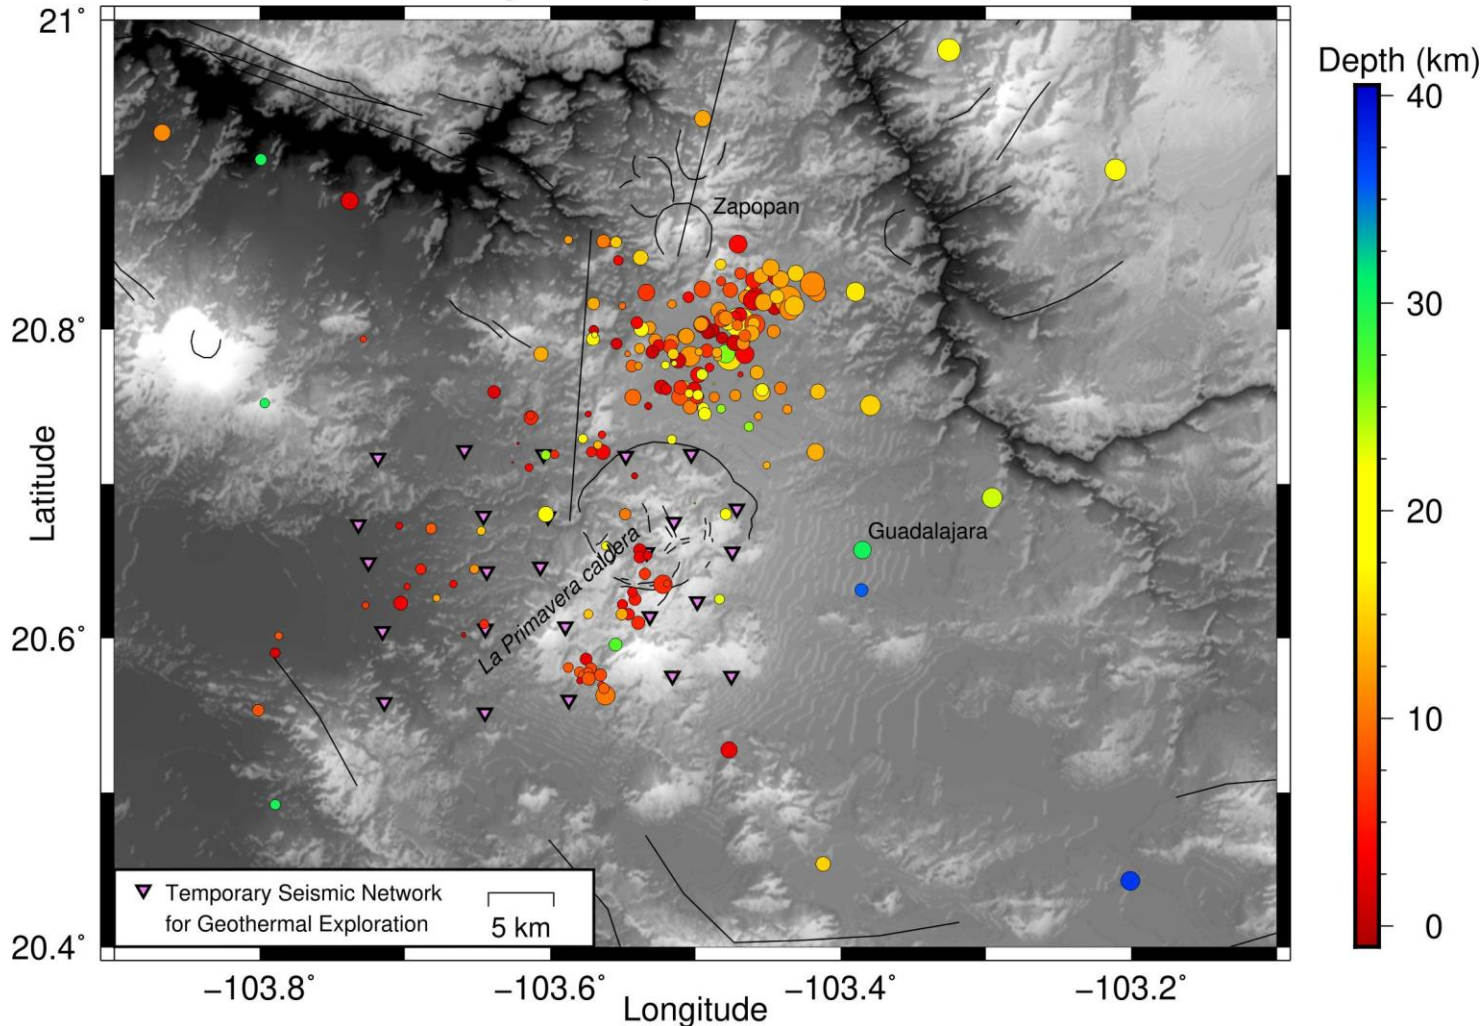 21°
Depth (km)
40
Zapopan
30
20.8°
Latitude
20
Guadalajara
La Primavera caldera
20.6°
10
Temporary Seismic Network
for Geothermal Exploration
5 km
0
20.4°
−103.8°
−103.6°
−103.4°
−103.2°
Longitude